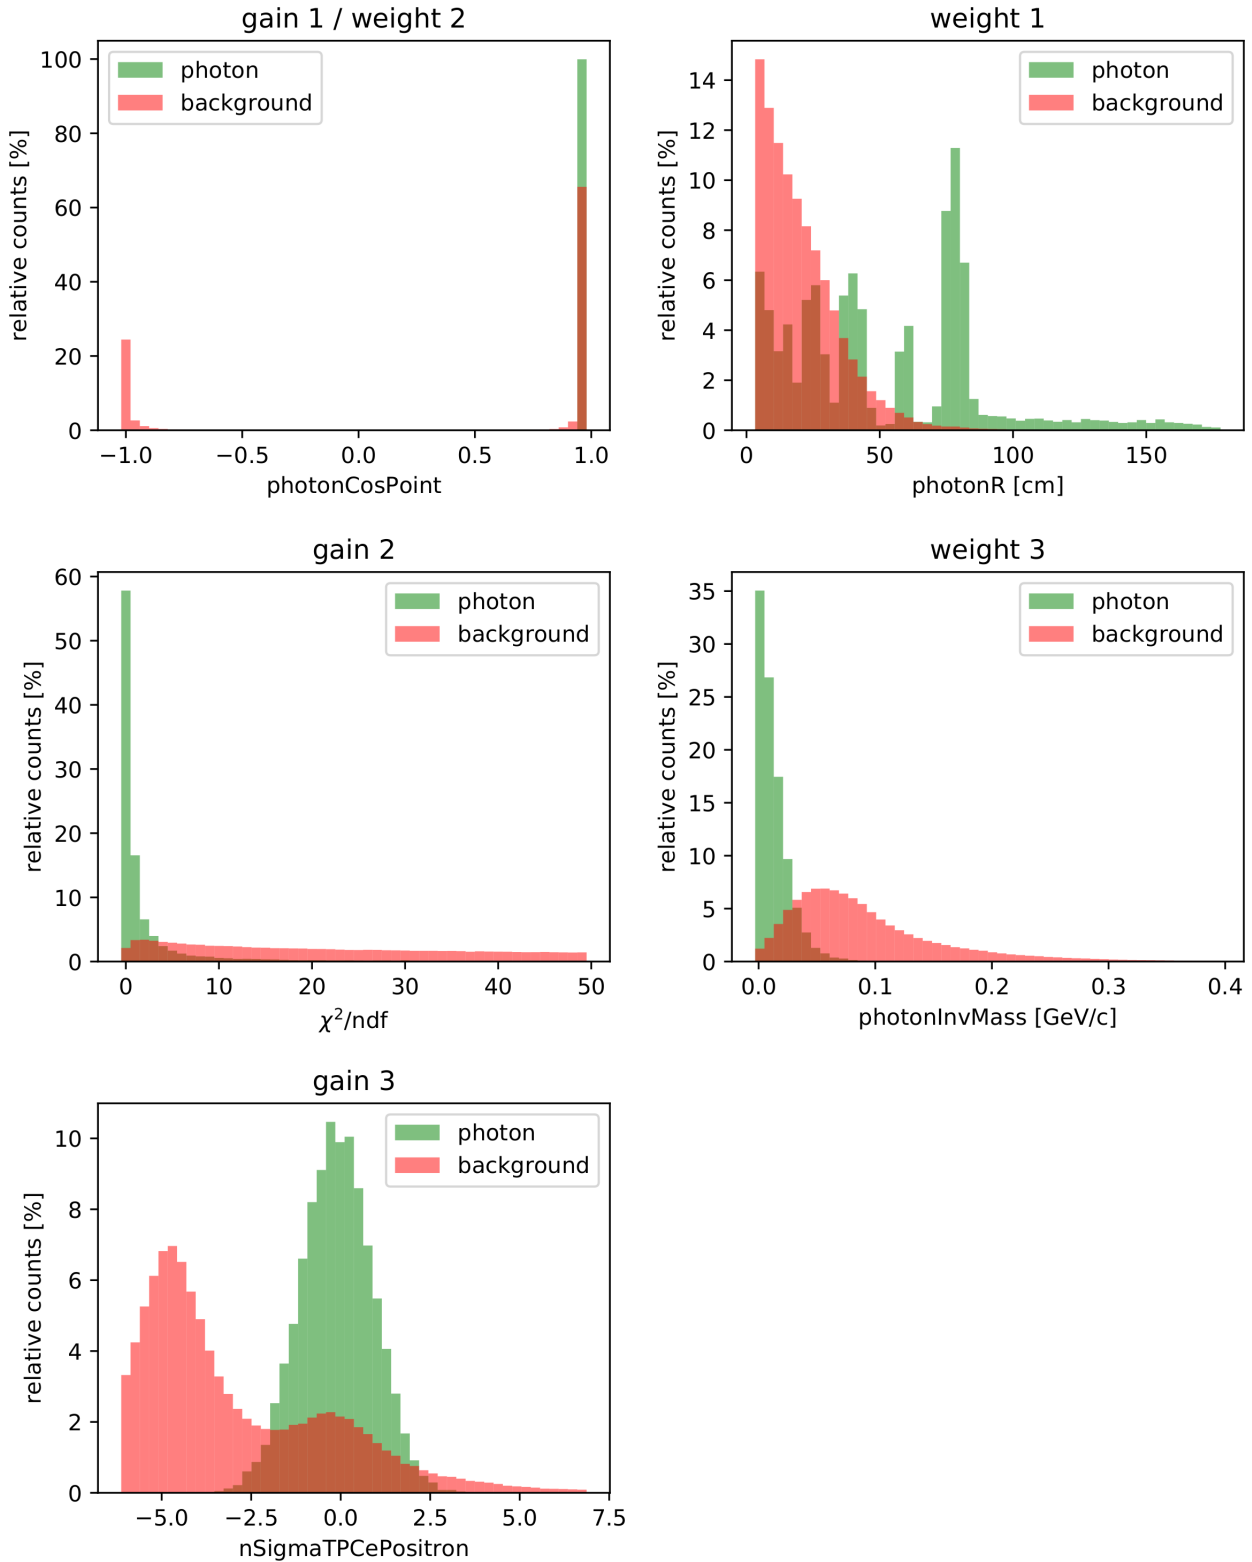 gain 1 / weight 2
photon
background
relative counts [%]
0
20
40
60
80
100
−1.0
−0.5
0.0
0.5
1.0
photonCosPoint
weight 1
photon
background
relative counts [%]
0
2
4
6
8
10
12
14
0
50
100
150
photonR [cm]
gain 2
photon
background
relative counts [%]
0
10
20
30
40
50
60
0
10
20
30
40
50
χ²/ndf
weight 3
photon
background
relative counts [%]
0
5
10
15
20
25
30
35
0.0
0.1
0.2
0.3
0.4
photonInvMass [GeV/c]
gain 3
photon
background
relative counts [%]
0
2
4
6
8
10
−5.0
−2.5
0.0
2.5
5.0
7.5
nSigmaTPCePositron